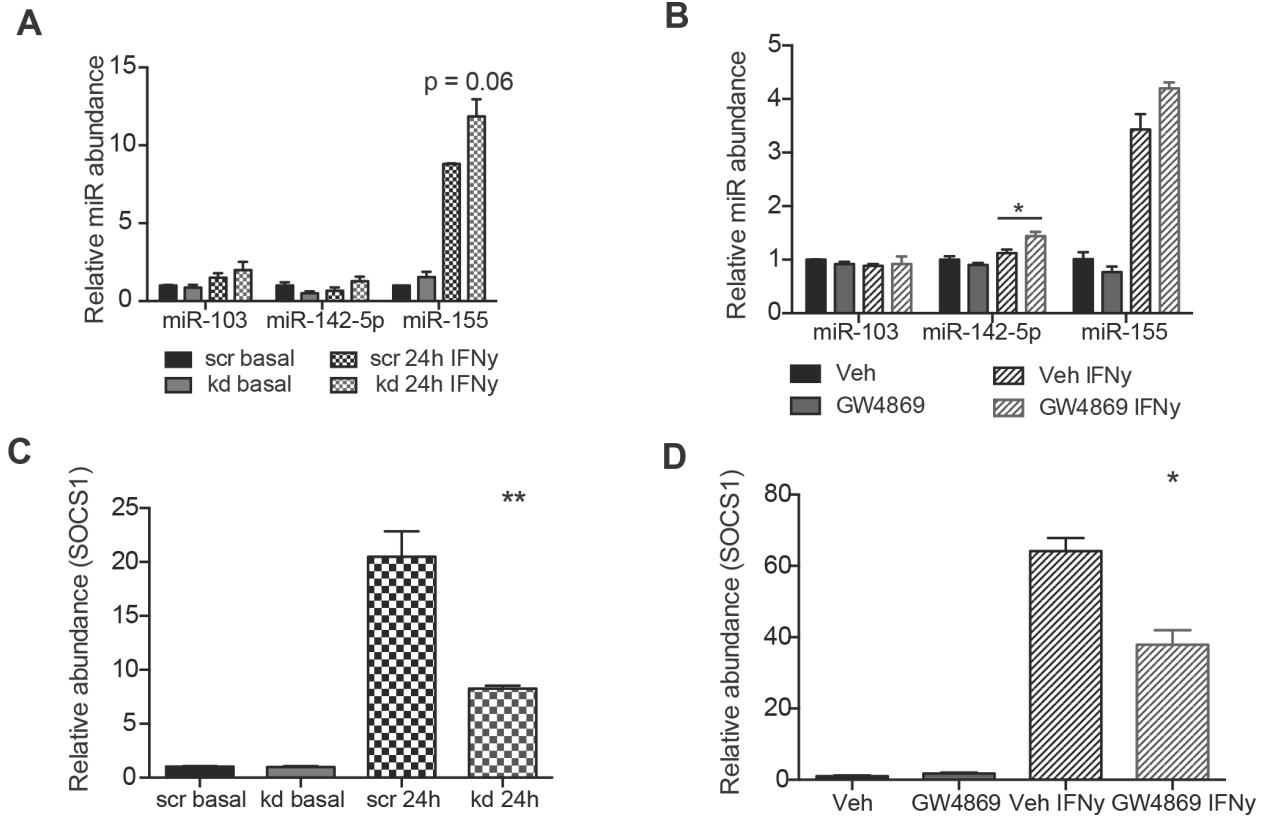 A
Relative miR abundance
15
10
5
0
p = 0.06
miR-103 miR-142-5p miR-155
scr basal scr 24h IFNy
kd basal kd 24h IFNy
B
Relative miR abundance
5
4
3
2
1
0
*
miR-103 miR-142-5p miR-155
Veh Veh IFNy
GW4869 GW4869 IFNy
C
Relative abundance (SOCS1)
25
20
15
10
5
0
**
scr basal kd basal scr 24h kd 24h
D
Relative abundance (SOCS1)
80
60
40
20
0
*
Veh GW4869 Veh IFNy GW4869 IFNy